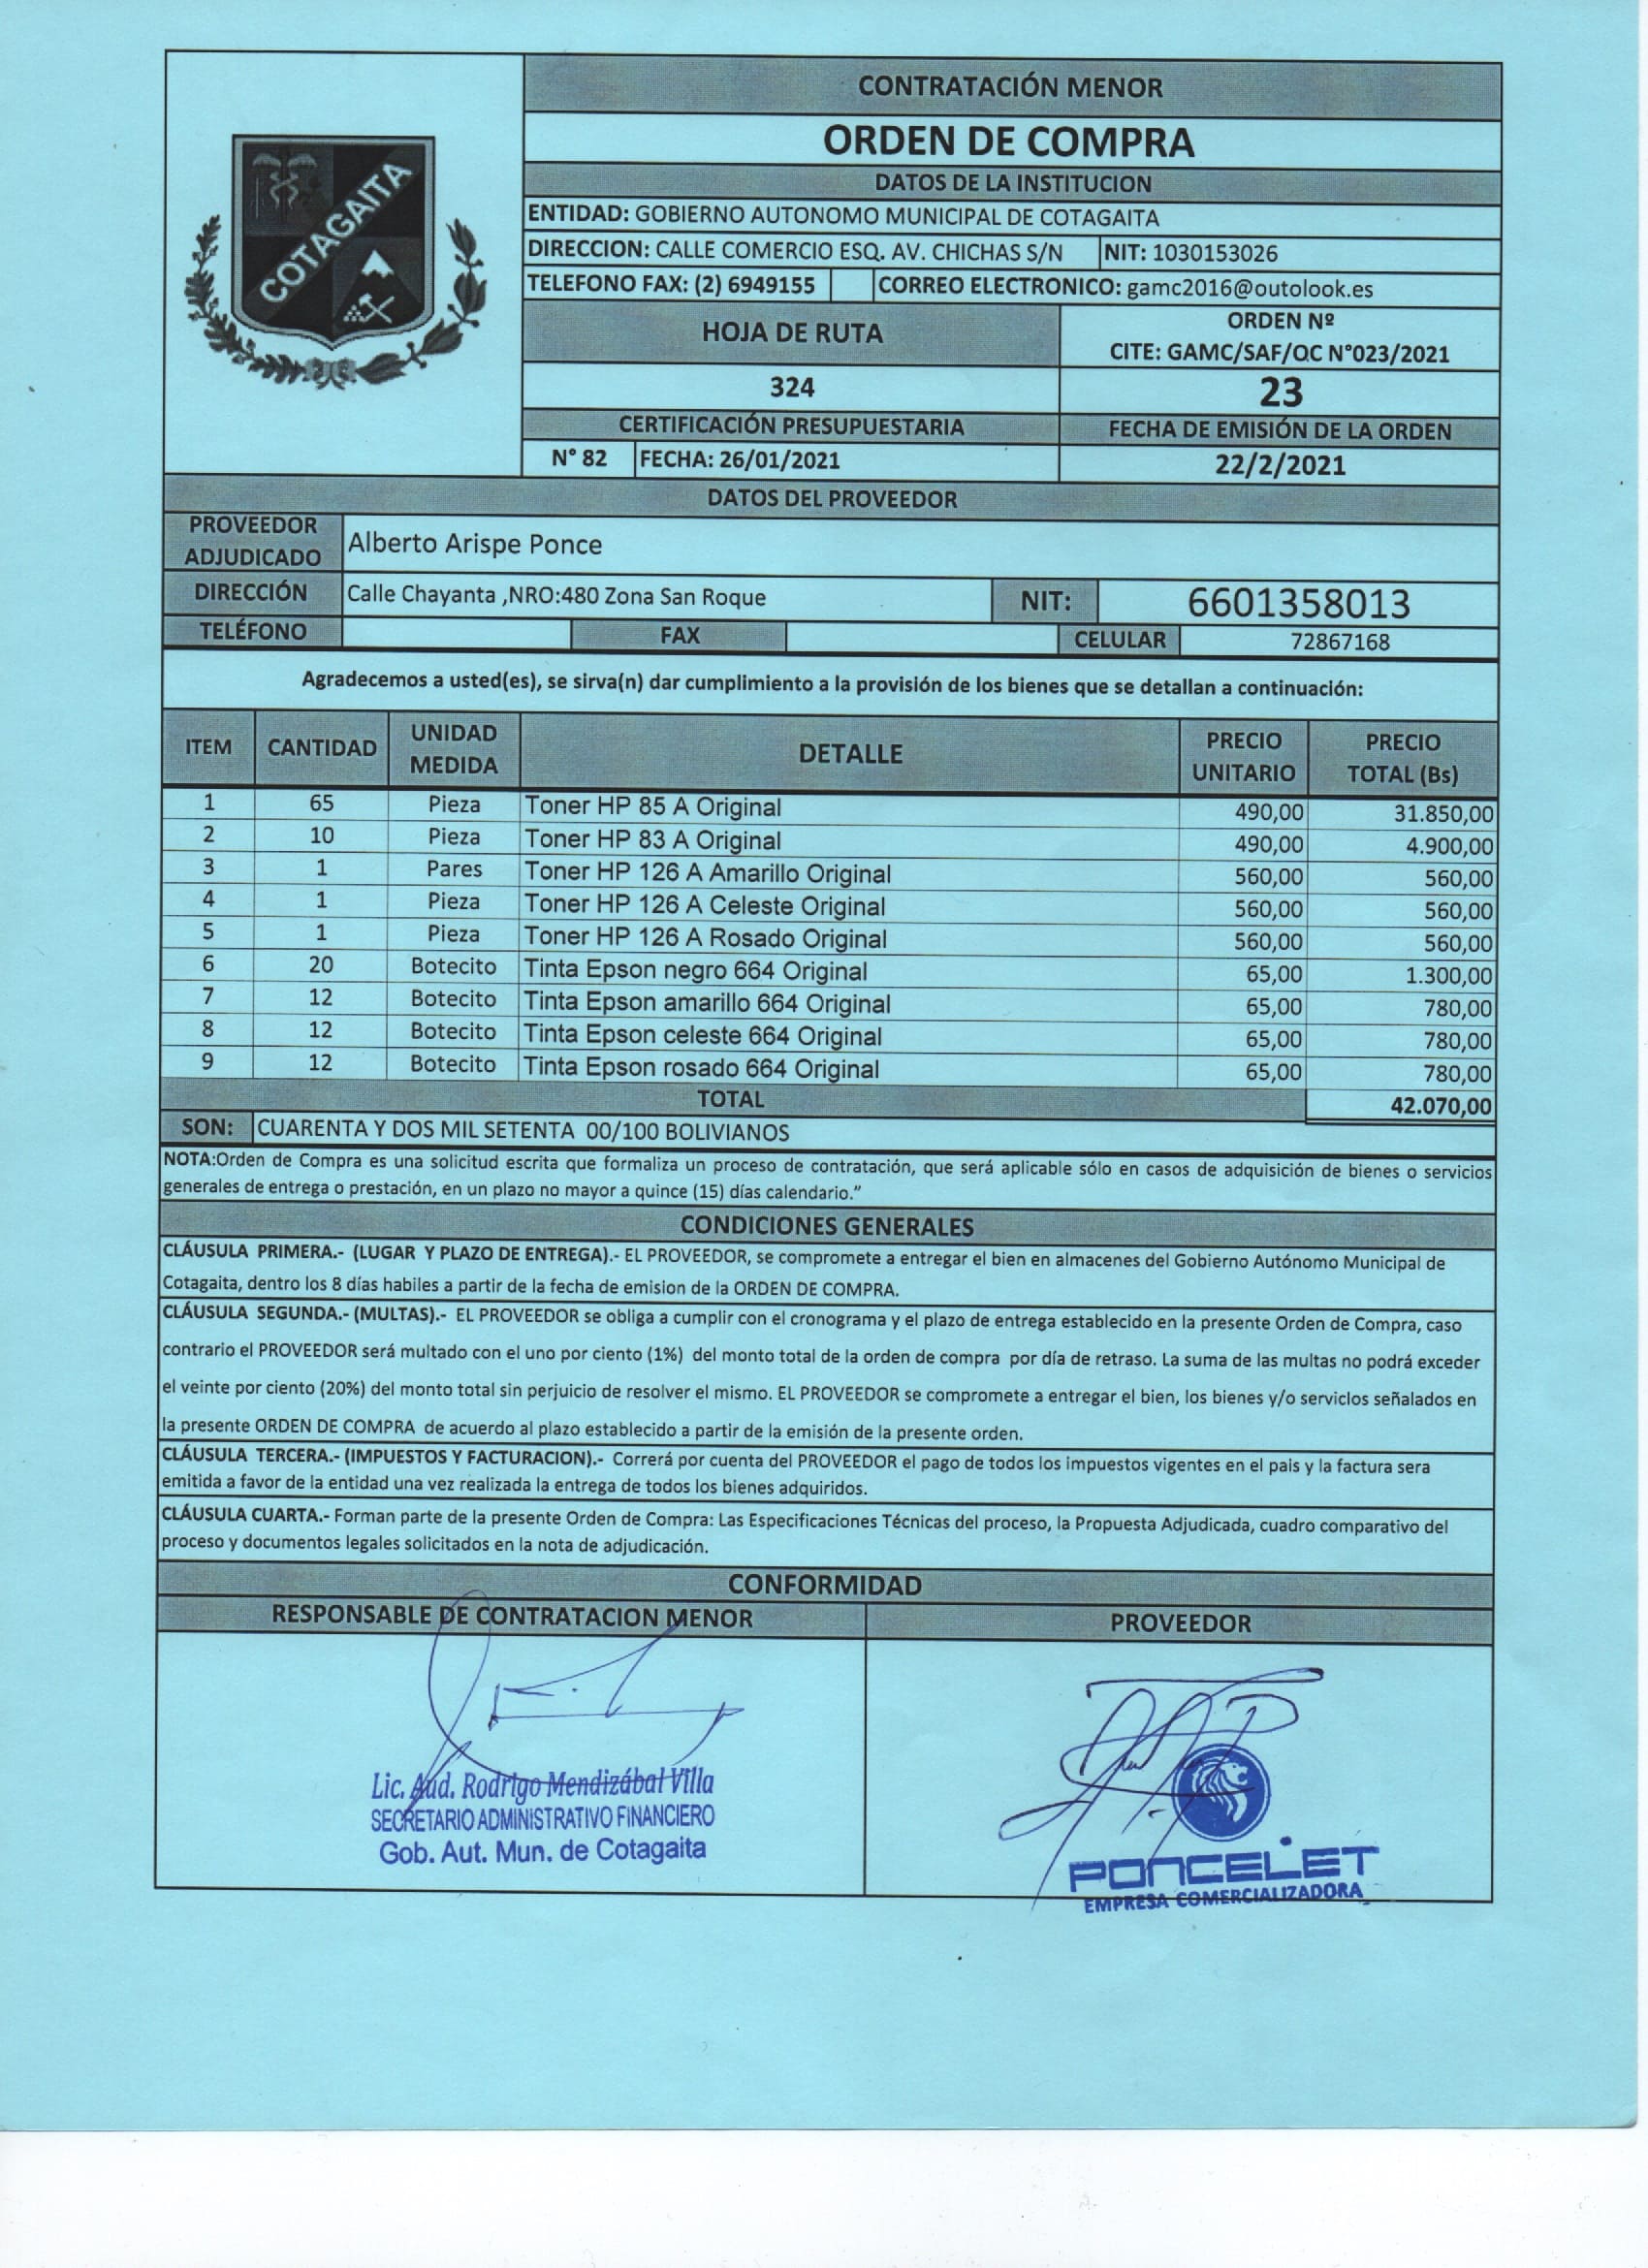 COTAGAITA
CONTRATACIÓN MENOR
ORDEN DE COMPRA
DATOS DE LA INSTITUCION
ENTIDAD: GOBIERNO AUTONOMO MUNICIPAL DE COTAGAITA
DIRECCION: CALLE COMERCIO ESQ. AV. CHICHAS S/N NIT: 1030153026
TELEFONO FAX: (2) 6949155 CORREO ELECTRONICO: gamc2016@outolook.es
HOJA DE RUTA ORDEN Nº
CITE: GAMC/SAF/OC N°023/2021
324 23
CERTIFICACIÓN PRESUPUESTARIA FECHA DE EMISIÓN DE LA ORDEN
N° 82 FECHA: 26/01/2021 22/2/2021
DATOS DEL PROVEEDOR
PROVEEDOR
ADJUDICADO Alberto Arispe Ponce
DIRECCIÓN Calle Chayanta ,NRO:480 Zona San Roque NIT: 6601358013
TELÉFONO FAX CELULAR 72867168
Agradecemos a usted(es), se sirva(n) dar cumplimiento a la provisión de los bienes que se detallan a continuación:
ITEM CANTIDAD UNIDAD MEDIDA DETALLE PRECIO UNITARIO PRECIO TOTAL (Bs)
1 65 Pieza Toner HP 85 A Original 490,00 31.850,00
2 10 Pieza Toner HP 83 A Original 490,00 4.900,00
3 1 Pares Toner HP 126 A Amarillo Original 560,00 560,00
4 1 Pieza Toner HP 126 A Celeste Original 560,00 560,00
5 1 Pieza Toner HP 126 A Rosado Original 560,00 560,00
6 20 Botecito Tinta Epson negro 664 Original 65,00 1.300,00
7 12 Botecito Tinta Epson amarillo 664 Original 65,00 780,00
8 12 Botecito Tinta Epson celeste 664 Original 65,00 780,00
9 12 Botecito Tinta Epson rosado 664 Original 65,00 780,00
TOTAL 42.070,00
SON: CUARENTA Y DOS MIL SETENTA 00/100 BOLIVIANOS
NOTA:Orden de Compra es una solicitud escrita que formaliza un proceso de contratación, que será aplicable sólo en casos de adquisición de bienes o servicios
generales de entrega o prestación, en un plazo no mayor a quince (15) días calendario.”
CONDICIONES GENERALES
CLÁUSULA PRIMERA.- (LUGAR Y PLAZO DE ENTREGA).- EL PROVEEDOR, se compromete a entregar el bien en almacenes del Gobierno Autónomo Municipal de
Cotagaita, dentro los 8 días habiles a partir de la fecha de emision de la ORDEN DE COMPRA.
CLÁUSULA SEGUNDA.- (MULTAS).- EL PROVEEDOR se obliga a cumplir con el cronograma y el plazo de entrega establecido en la presente Orden de Compra, caso
contrario el PROVEEDOR será multado con el uno por ciento (1%) del monto total de la orden de compra por día de retraso. La suma de las multas no podrá exceder
el veinte por ciento (20%) del monto total sin perjuicio de resolver el mismo. EL PROVEEDOR se compromete a entregar el bien, los bienes y/o servicios señalados en
la presente ORDEN DE COMPRA de acuerdo al plazo establecido a partir de la emisión de la presente orden.
CLÁUSULA TERCERA.- (IMPUESTOS Y FACTURACION).- Correrá por cuenta del PROVEEDOR el pago de todos los impuestos vigentes en el pais y la factura sera
emitida a favor de la entidad una vez realizada la entrega de todos los bienes adquiridos.
CLÁUSULA CUARTA.- Forman parte de la presente Orden de Compra: Las Especificaciones Técnicas del proceso, la Propuesta Adjudicada, cuadro comparativo del
proceso y documentos legales solicitados en la nota de adjudicación.
CONFORMIDAD
RESPONSABLE DE CONTRATACION MENOR PROVEEDOR
Lic. Aud. Rodrigo Mendizábal Villa
SECRETARIO ADMINISTRATIVO FINANCIERO
Gob. Aut. Mun. de Cotagaita
PONCELET
EMPRESA COMERCIALIZADORA